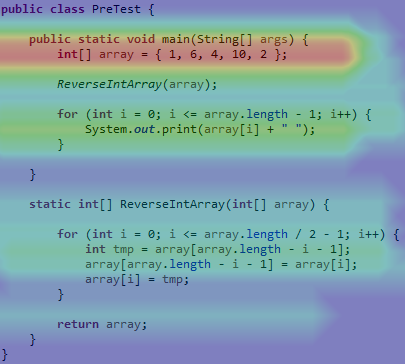 public class PreTest {
public static void main(String[] args) {
int[] array = { 1, 6, 4, 10, 2 };
ReverseIntArray(array);
for (int i = 0; i <= array.length - 1; i++) {
System.out.print(array[i] + " ");
}
}
static int[] ReverseIntArray(int[] array) {
for (int i = 0; i <= array.length / 2 - 1; i++) {
int tmp = array[array.length - i - 1];
array[array.length - i - 1] = array[i];
array[i] = tmp;
}
return array;
}
}